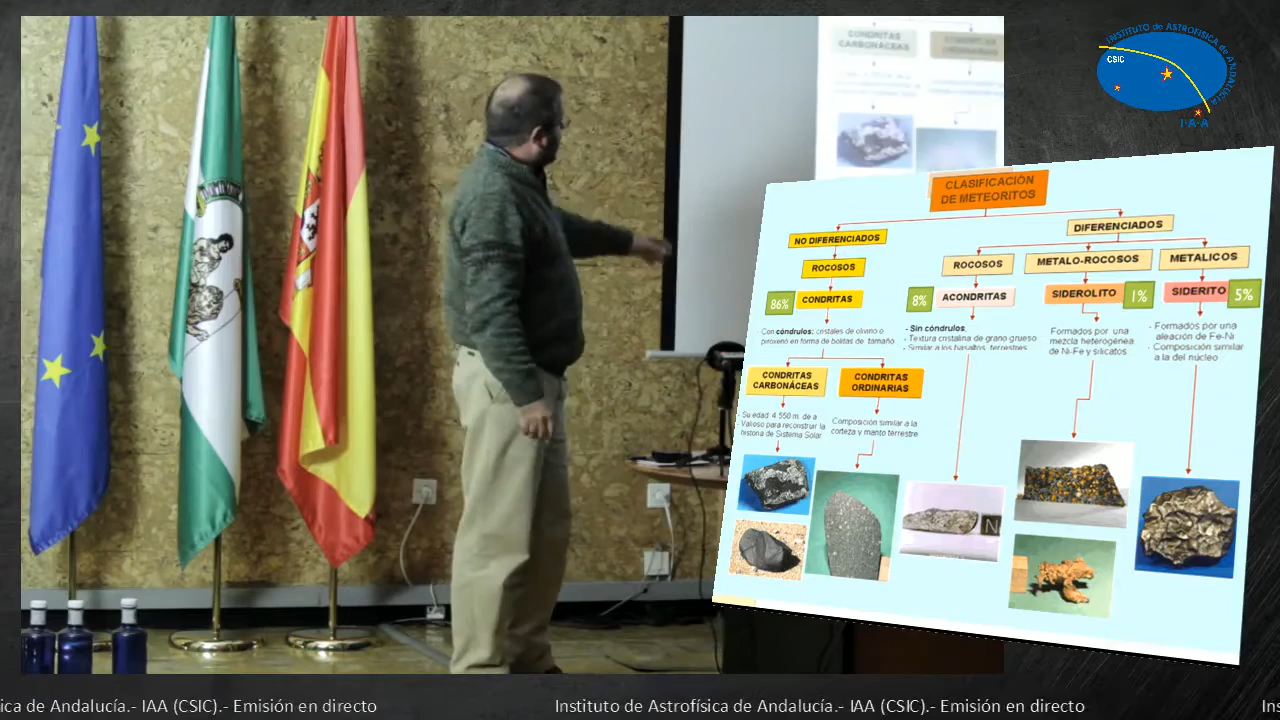 INSTITUTO de ASTROFÍSICA de ANDALUCÍA
CSIC
I·A·A
CONDRITAS
CARBONACEAS
CLASIFICACIÓN
DE METEORITOS
NO DIFERENCIADOS
DIFERENCIADOS
ROCOSOS
ROCOSOS
METALO-ROCOSOS
METALICOS
86%
CONDRITAS
8%
ACONDRITAS
SIDEROLITO
1%
SIDERITO
5%
- Con cóndrulos: cristales de olivino o
piroxeno en forma de bolitas de tamaño
- Sin cóndrulos.
- Textura cristalina de grano grueso
- Similar a los basaltos terrestres
Formados por una
mezcla heterogénea
de Ni-Fe y silicatos
- Formados por una
aleación de Fe-Ni
- Composición similar
a la del núcleo
CONDRITAS
CARBONÁCEAS
CONDRITAS
ORDINARIAS
- Su edad: 4.550 m. de a
- Valioso para reconstruir la
historia de Sistema Solar
Composición similar a la
corteza y manto terrestre
N
ica de Andalucía.- IAA (CSIC).- Emisión en directo
Instituto de Astrofísica de Andalucía.- IAA (CSIC).- Emisión en directo
Ins